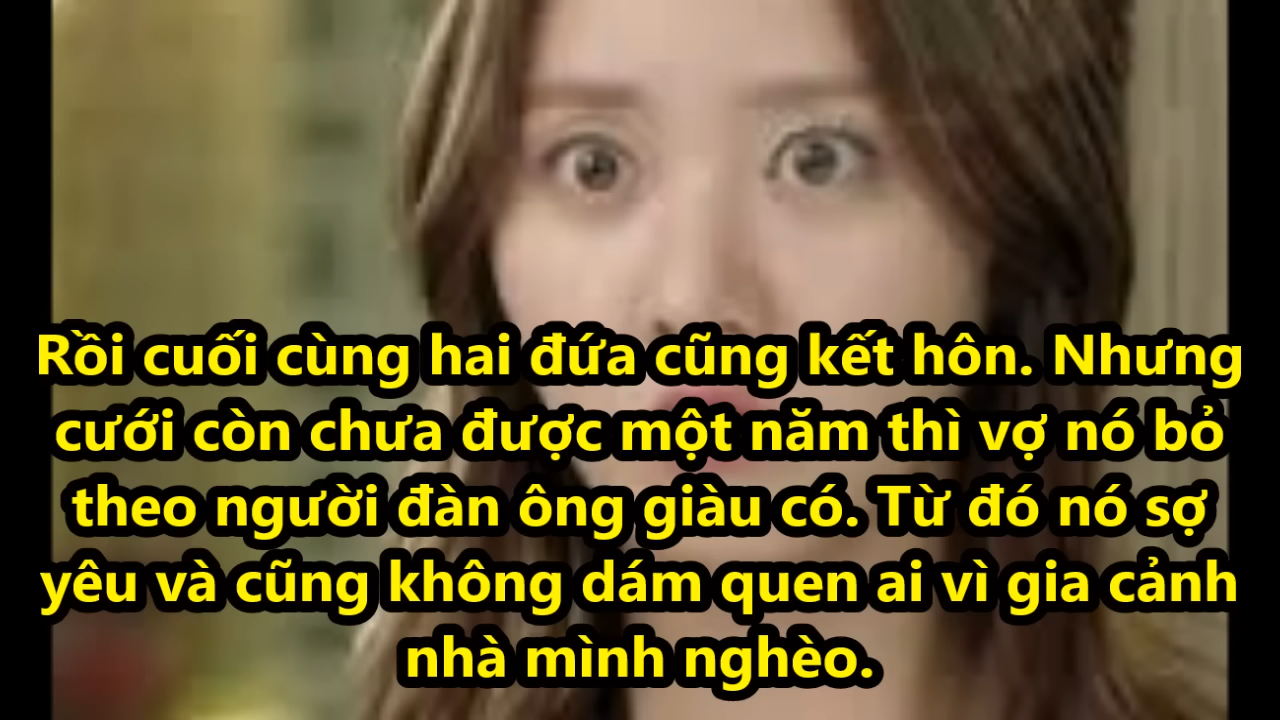 Rồi cuối cùng hai đứa cũng kết hôn. Nhưng
cưới còn chưa được một năm thì vợ nó bỏ
theo người đàn ông giàu có. Từ đó nó sợ
yêu và cũng không dám quen ai vì gia cảnh
nhà mình nghèo.